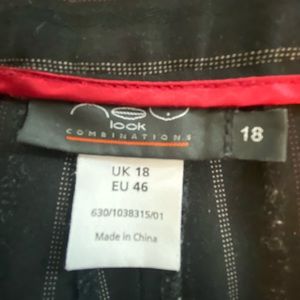 new
look
COMBINATIONS
18
UK 18
EU 46
630/1038315/01
Made in China